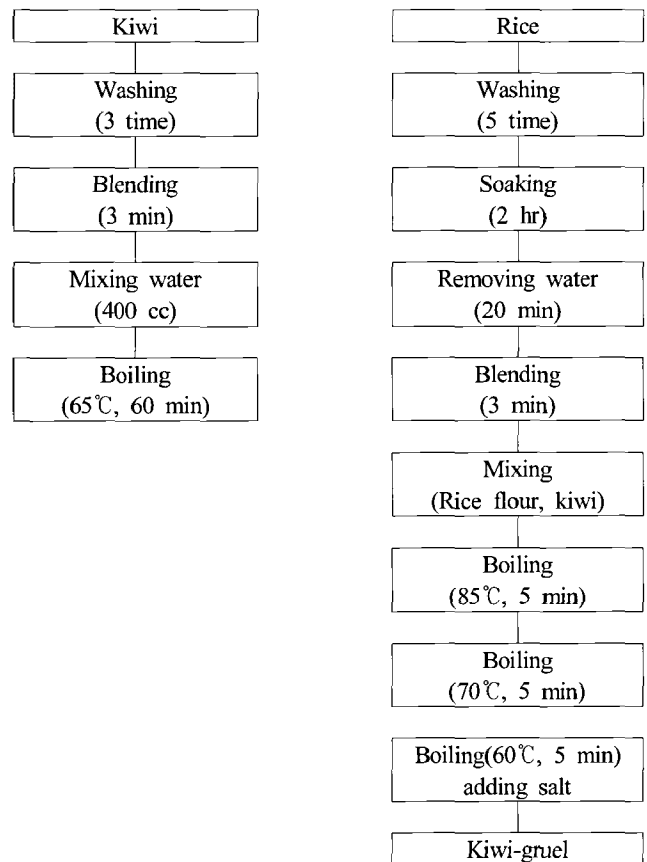 Kiwi
Washing
(3 time)
Blending
(3 min)
Mixing water
(400 cc)
Boiling
(65℃, 60 min)
Rice
Washing
(5 time)
Soaking
(2 hr)
Removing water
(20 min)
Blending
(3 min)
Mixing
(Rice flour, kiwi)
Boiling
(85℃, 5 min)
Boiling
(70℃, 5 min)
Boiling(60℃, 5 min)
adding salt
Kiwi-gruel